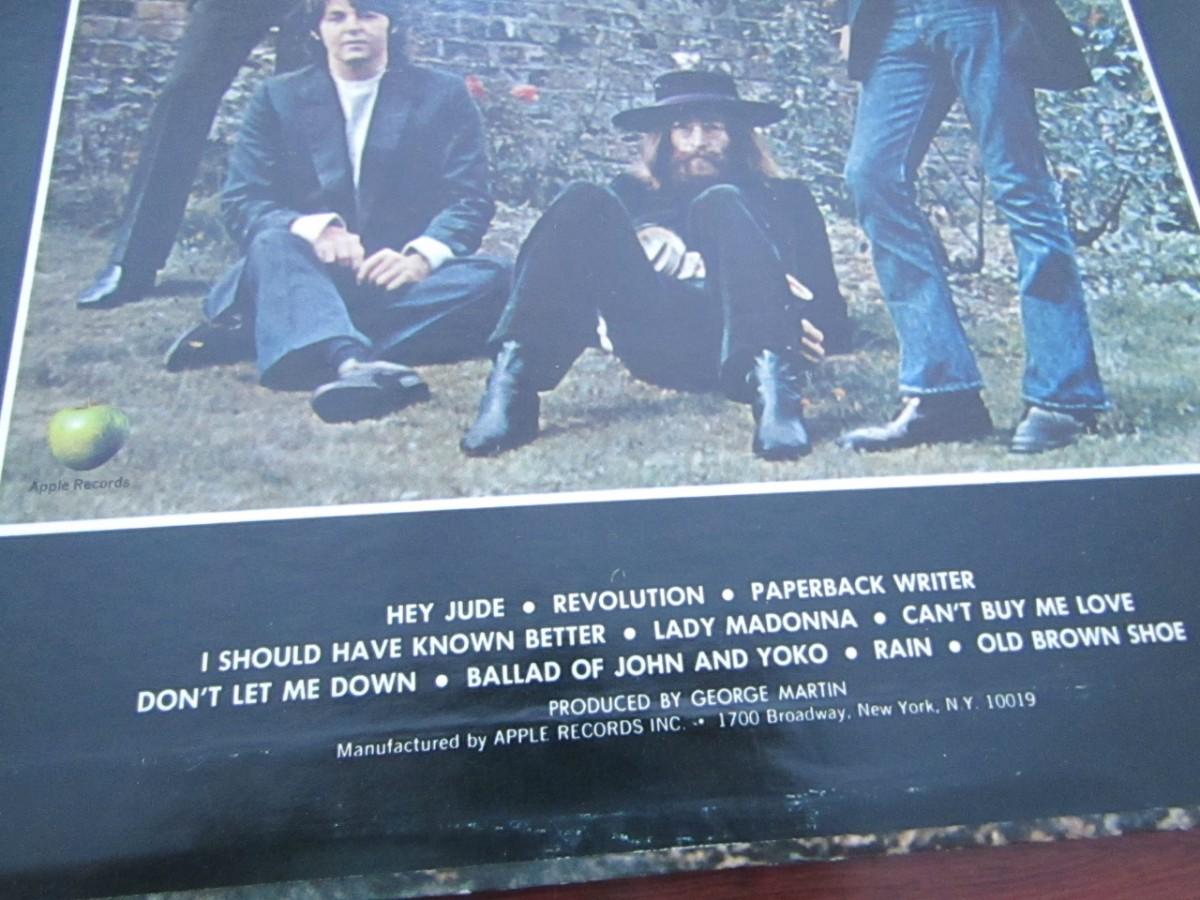 Apple Records
HEY JUDE ● REVOLUTION ● PAPERBACK WRITER
I SHOULD HAVE KNOWN BETTER ● LADY MADONNA ● CAN'T BUY ME LOVE
DON'T LET ME DOWN ● BALLAD OF JOHN AND YOKO ● RAIN ● OLD BROWN SHOE
PRODUCED BY GEORGE MARTIN
Manufactured by APPLE RECORDS INC. • 1700 Broadway, New York, N.Y. 10019